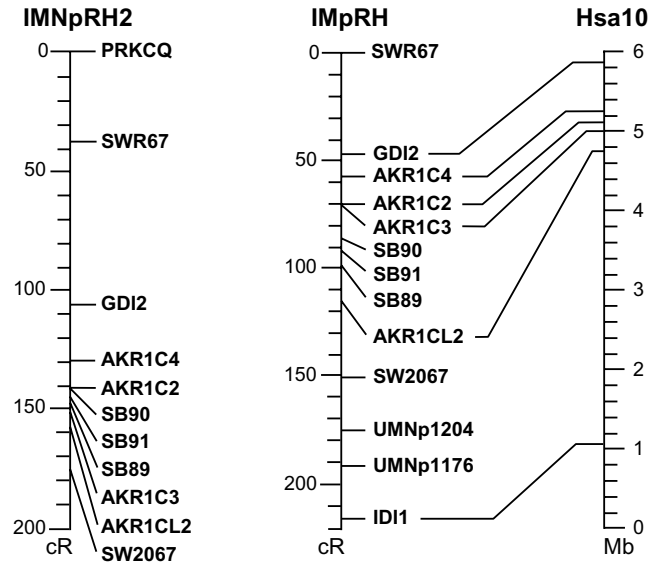 IMNpRH2
0
50
100
150
200
cR
PRKCQ
SWR67
GDI2
AKR1C4
AKR1C2
SB90
SB91
SB89
AKR1C3
AKR1CL2
SW2067
IMpRH
0
50
100
150
200
cR
SWR67
GDI2
AKR1C4
AKR1C2
AKR1C3
SB90
SB91
SB89
AKR1CL2
SW2067
UMNp1204
UMNp1176
IDI1
Hsa10
6
5
4
3
2
1
0
Mb